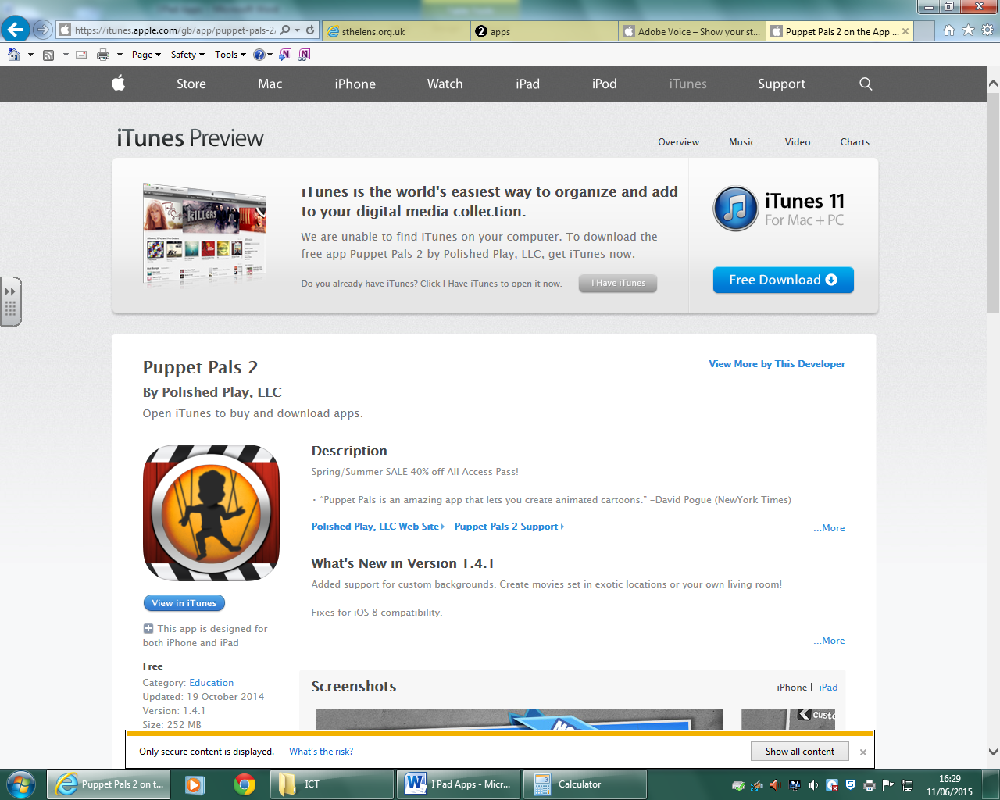 https://itunes.apple.com/gb/app/puppet-pals-2/
sthelens.org.uk
apps
Adobe Voice – Show your st...
Puppet Pals 2 on the App ...
Page Safety Tools
Store Mac iPhone Watch iPad iPod iTunes Support
iTunes Preview
Overview Music Video Charts
iTunes is the world's easiest way to organize and add
to your digital media collection.
We are unable to find iTunes on your computer. To download the
free app Puppet Pals 2 by Polished Play, LLC, get iTunes now.
Do you already have iTunes? Click I Have iTunes to open it now.
I Have iTunes
iTunes 11
For Mac + PC
Free Download
KILLERS
Puppet Pals 2
View More by This Developer
By Polished Play, LLC
Open iTunes to buy and download apps.
Description
Spring/Summer SALE 40% off All Access Pass!
• “Puppet Pals is an amazing app that lets you create animated cartoons.” -David Pogue (NewYork Times)
Polished Play, LLC Web Site Puppet Pals 2 Support
...More
What's New in Version 1.4.1
Added support for custom backgrounds. Create movies set in exotic locations or your own living room!
Fixes for iOS 8 compatibility.
...More
View in iTunes
This app is designed for
both iPhone and iPad
Free
Category: Education
Updated: 19 October 2014
Version: 1.4.1
Size: 252 MB
Screenshots
iPhone | iPad
Only secure content is displayed. What's the risk?
Show all content
Puppet Pals 2 on t...
ICT
I Pad Apps - Micr...
Calculator
16:29
11/06/2015